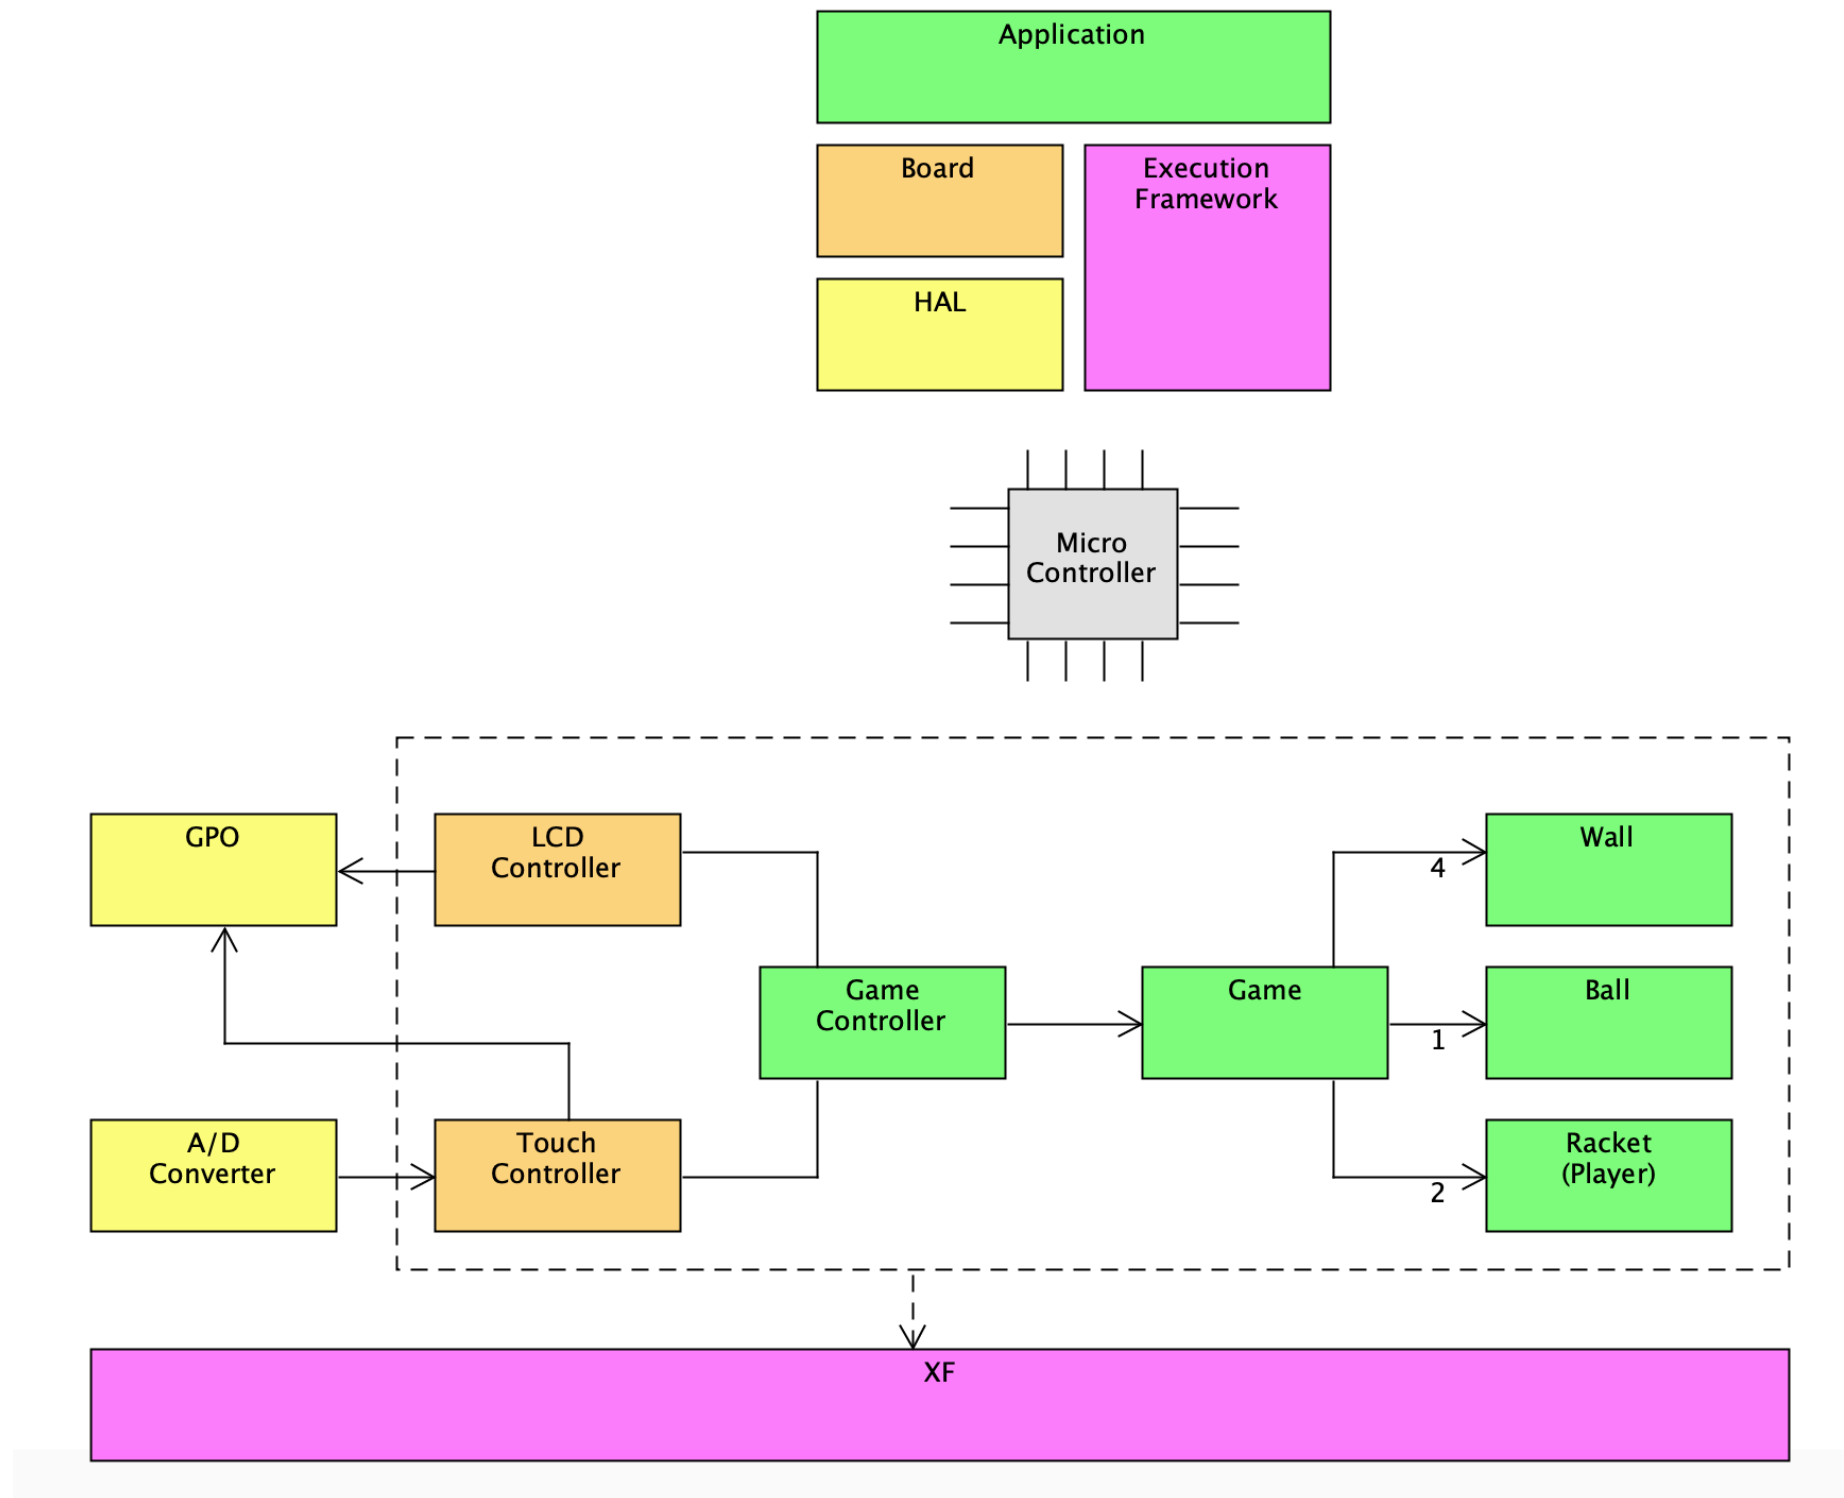 Application
Board
Execution
Framework
HAL
Micro
Controller
GPO
LCD
Controller
Wall
4
Game
Controller
Game
Ball
1
A/D
Converter
Touch
Controller
Racket
(Player)
2
XF